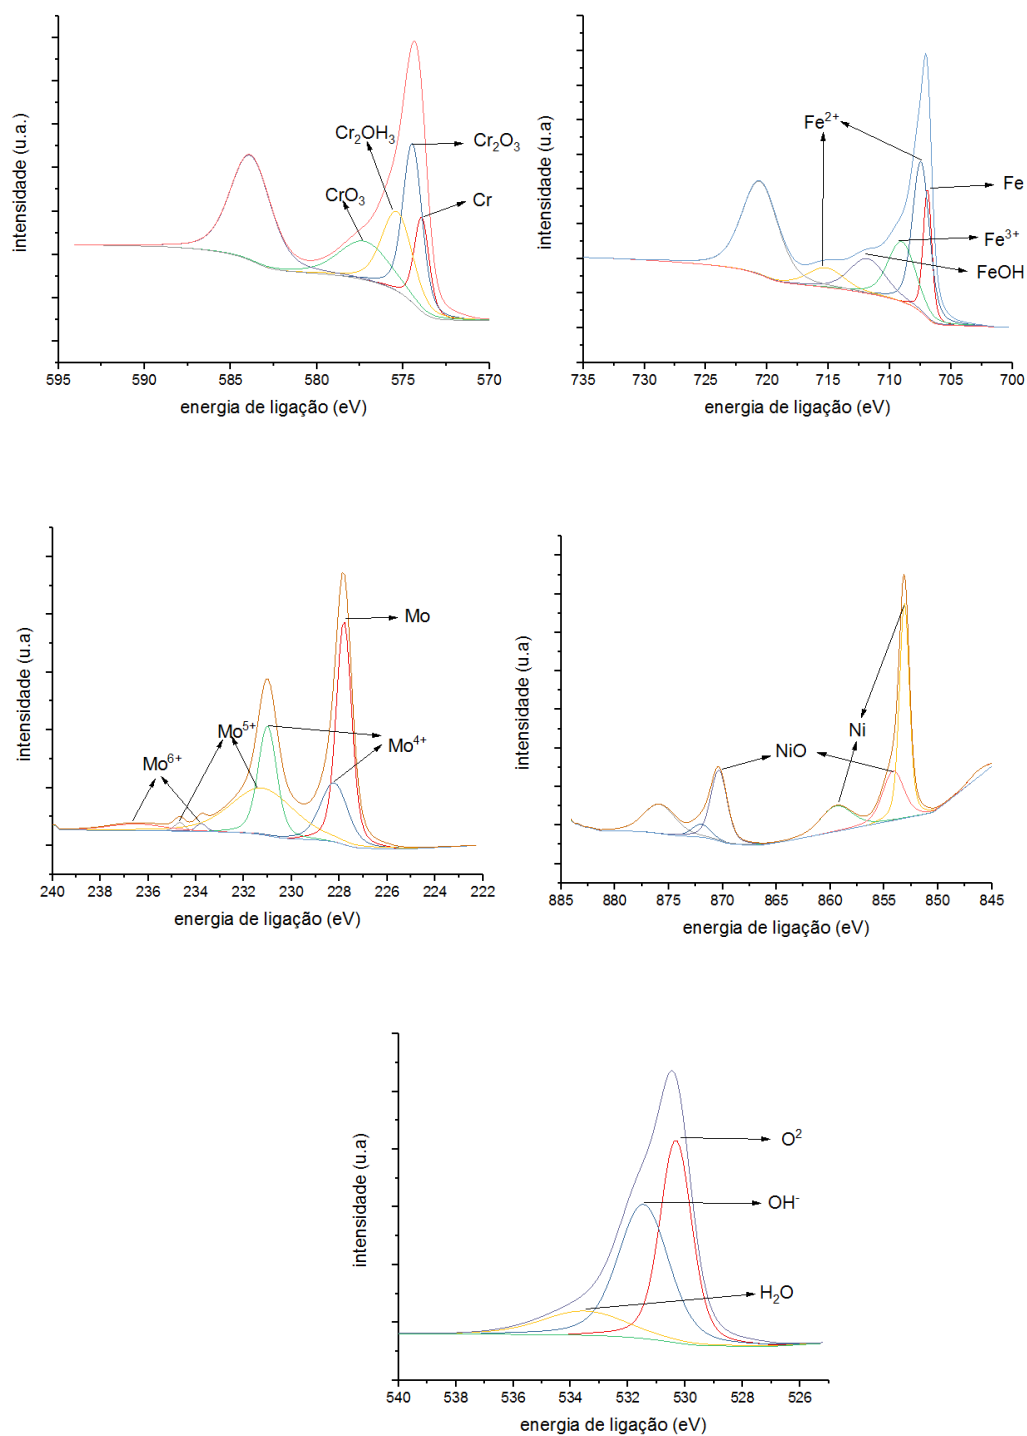 intensidade (u.a.)
Cr₂OH₃
Cr₂O₃
CrO₃
Cr
595 590 585 580 575 570
energia de ligação (eV)
intensidade (u.a)
Fe²⁺
Fe
Fe³⁺
FeOH
735 730 725 720 715 710 705 700
energia de ligação (eV)
intensidade (u.a)
Mo
Mo⁵⁺
Mo⁴⁺
Mo⁶⁺
240 238 236 234 232 230 228 226 224 222
energia de ligação (eV)
intensidade (u.a)
Ni
NiO
885 880 875 870 865 860 855 850 845
energia de ligação (eV)
intensidade (u.a)
O²
OH⁻
H₂O
540 538 536 534 532 530 528 526
energia de ligação (eV)